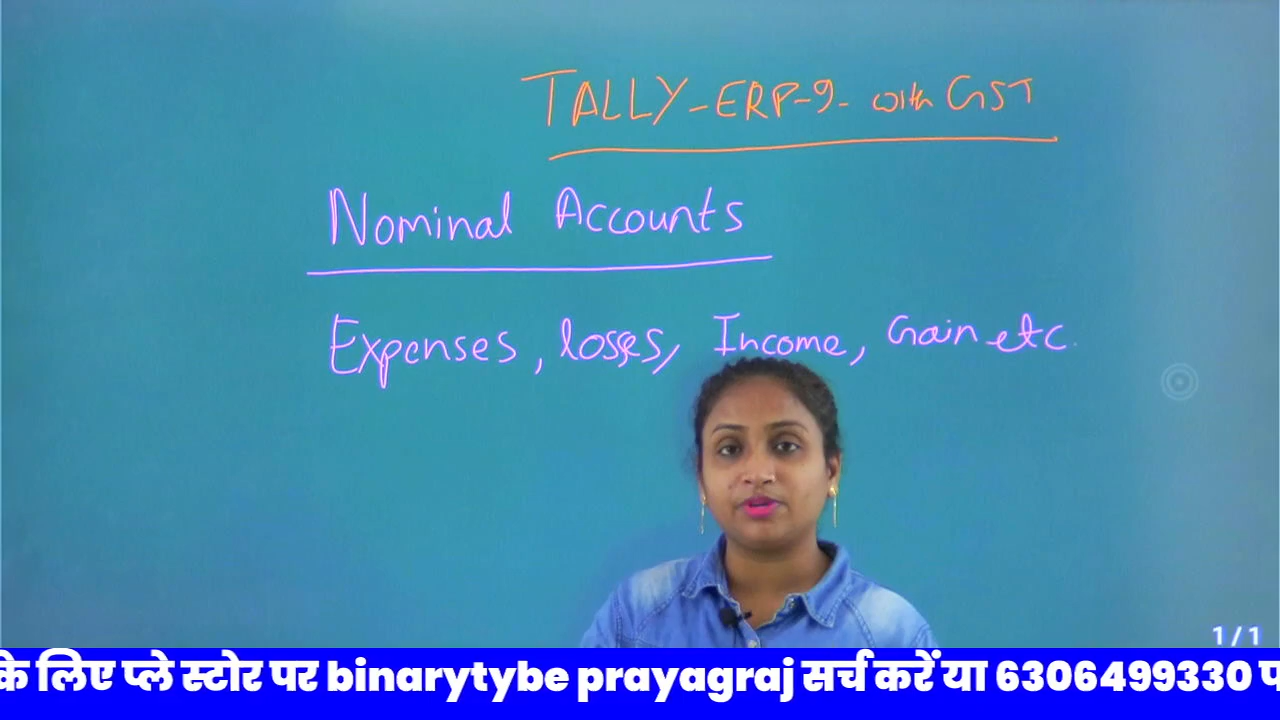 TALLY-ERP-9- with GST
Nominal Accounts
Expenses, losses, Income, Gain etc.
1/1
के लिए प्ले स्टोर पर binarytybe prayagraj सर्च करें या 6306499330 प